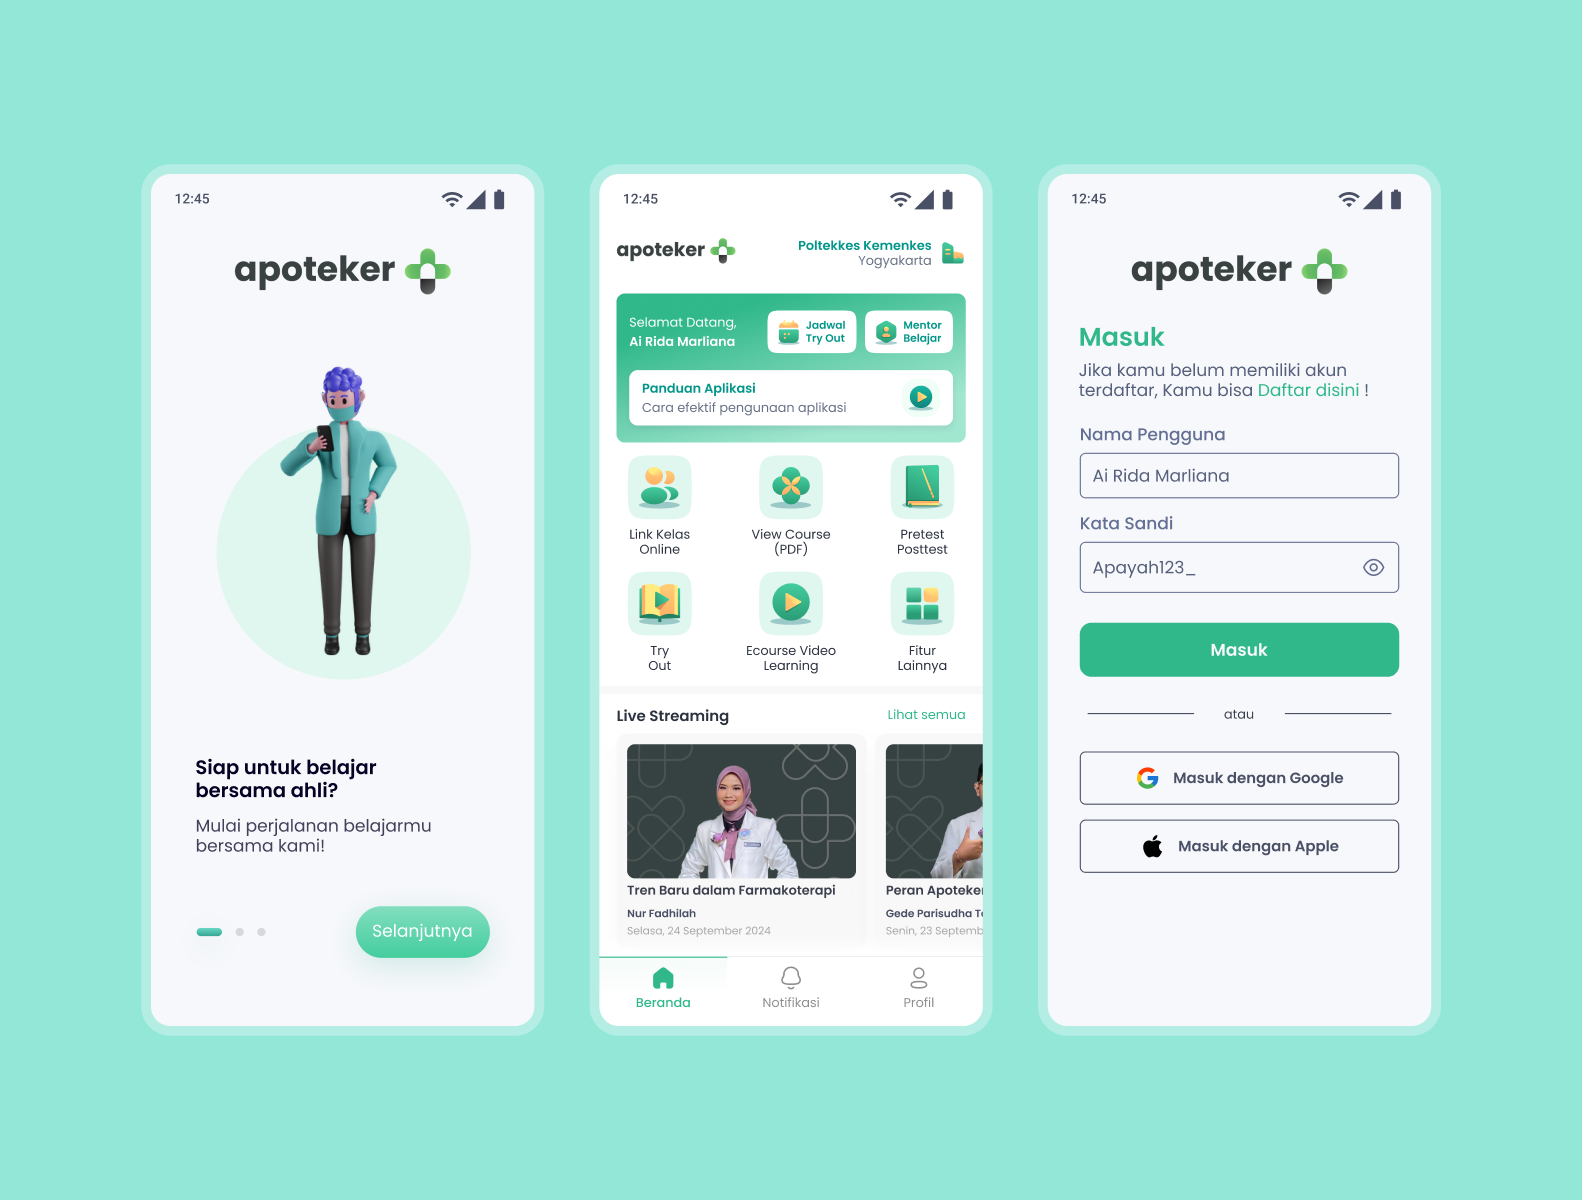 12:45
apoteker
Siap untuk belajar
bersama ahli?
Mulai perjalanan belajarmu
bersama kami!
Selanjutnya
12:45
apoteker
Poltekkes Kemenkes
Yogyakarta
Selamat Datang,
Ai Rida Marliana
Jadwal
Try Out
Mentor
Belajar
Panduan Aplikasi
Cara efektif pengunaan aplikasi
Link Kelas
Online
View Course
(PDF)
Pretest
Posttest
Try
Out
Ecourse Video
Learning
Fitur
Lainnya
Live Streaming
Lihat semua
Tren Baru dalam Farmakoterapi
Nur Fadhilah
Selasa, 24 September 2024
Peran Apoteker
Gede Parisudha
Senin, 23 Septemb
Beranda
Notifikasi
Profil
12:45
apoteker
Masuk
Jika kamu belum memiliki akun
terdaftar, Kamu bisa Daftar disini !
Nama Pengguna
Ai Rida Marliana
Kata Sandi
Apayah123_
Masuk
atau
Masuk dengan Google
Masuk dengan Apple